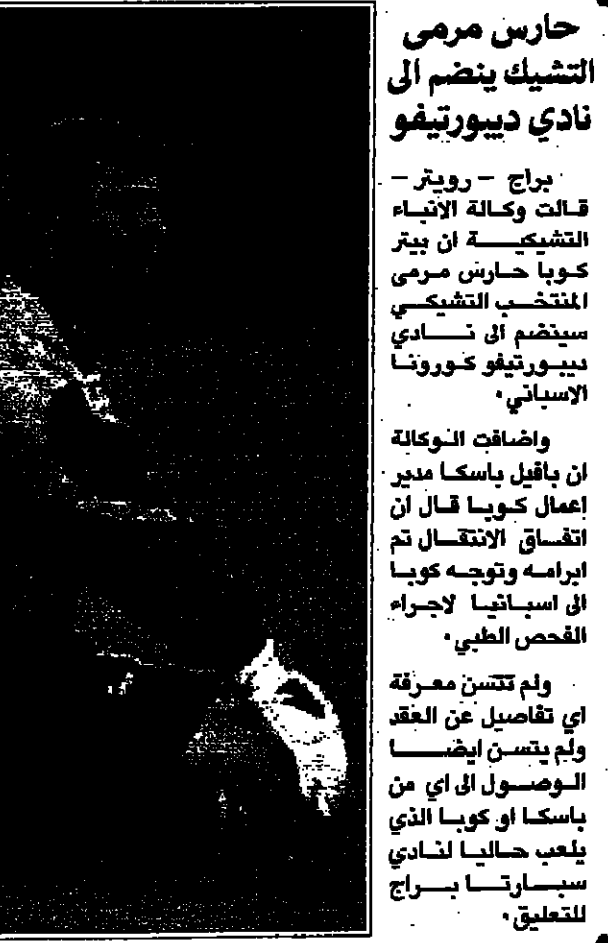 حارس مرمى
التشيك ينضم الى
نادي ديبورتيفو
براج – رويتر –
قالت وكالة الانباء
التشيكية ان بيتر
كوبا حارس مرمى
المنتخب التشيكي
سينضم الى نادي
ديبورتيفو كورونا
الاسباني.
واضافت الوكالة
ان بافيل باسكا مدير
اعمال كوبا قال ان
اتفاق الانتقال تم
ابرامه وتوجه كوبا
الى اسبانيا لاجراء
الفحص الطبي.
ولم تتسن معرفة
اي تفاصيل عن العقد
ولم يتسن ايضا
الوصول الى اي من
باسكا او كوبا الذي
يلعب حاليا لنادي
سبارتا براج
للتعليق.